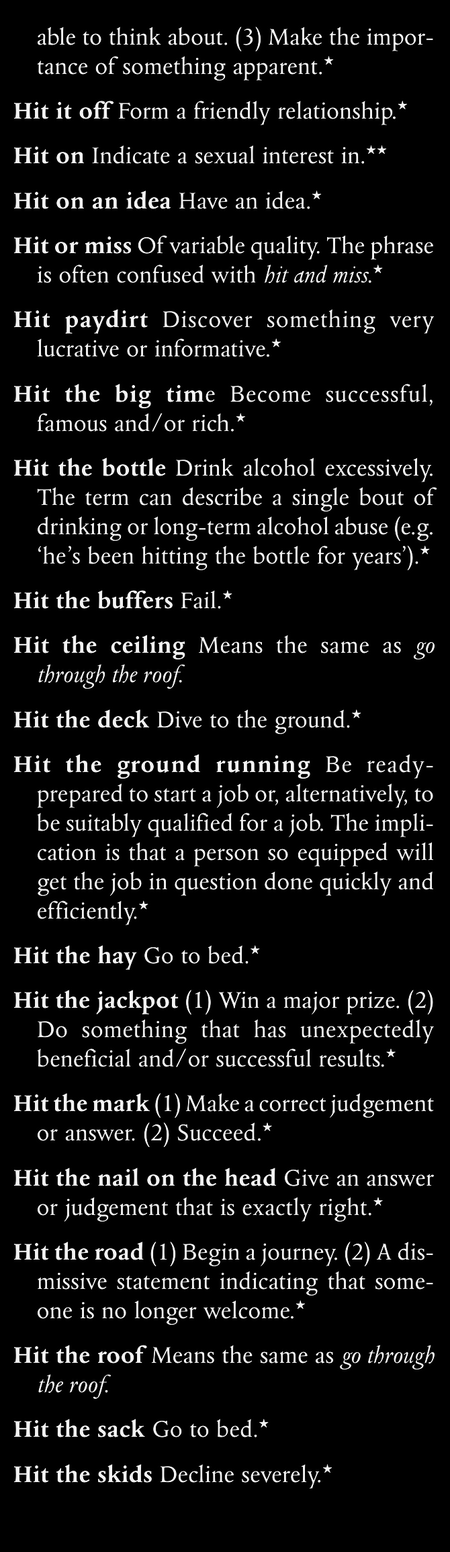 able to think about. (3) Make the impor-
tance of something apparent.★
Hit it off Form a friendly relationship.★
Hit on Indicate a sexual interest in.★★
Hit on an idea Have an idea.★
Hit or miss Of variable quality. The phrase
is often confused with hit and miss.★
Hit paydirt Discover something very
lucrative or informative.★
Hit the big time Become successful,
famous and/or rich.★
Hit the bottle Drink alcohol excessively.
The term can describe a single bout of
drinking or long-term alcohol abuse (e.g.
‘he’s been hitting the bottle for years’).★
Hit the buffers Fail.★
Hit the ceiling Means the same as go
through the roof.
Hit the deck Dive to the ground.★
Hit the ground running Be ready-
prepared to start a job or, alternatively, to
be suitably qualified for a job. The impli-
cation is that a person so equipped will
get the job in question done quickly and
efficiently.★
Hit the hay Go to bed.★
Hit the jackpot (1) Win a major prize. (2)
Do something that has unexpectedly
beneficial and/or successful results.★
Hit the mark (1) Make a correct judgement
or answer. (2) Succeed.★
Hit the nail on the head Give an answer
or judgement that is exactly right.★
Hit the road (1) Begin a journey. (2) A dis-
missive statement indicating that some-
one is no longer welcome.★
Hit the roof Means the same as go through
the roof.
Hit the sack Go to bed.★
Hit the skids Decline severely.★